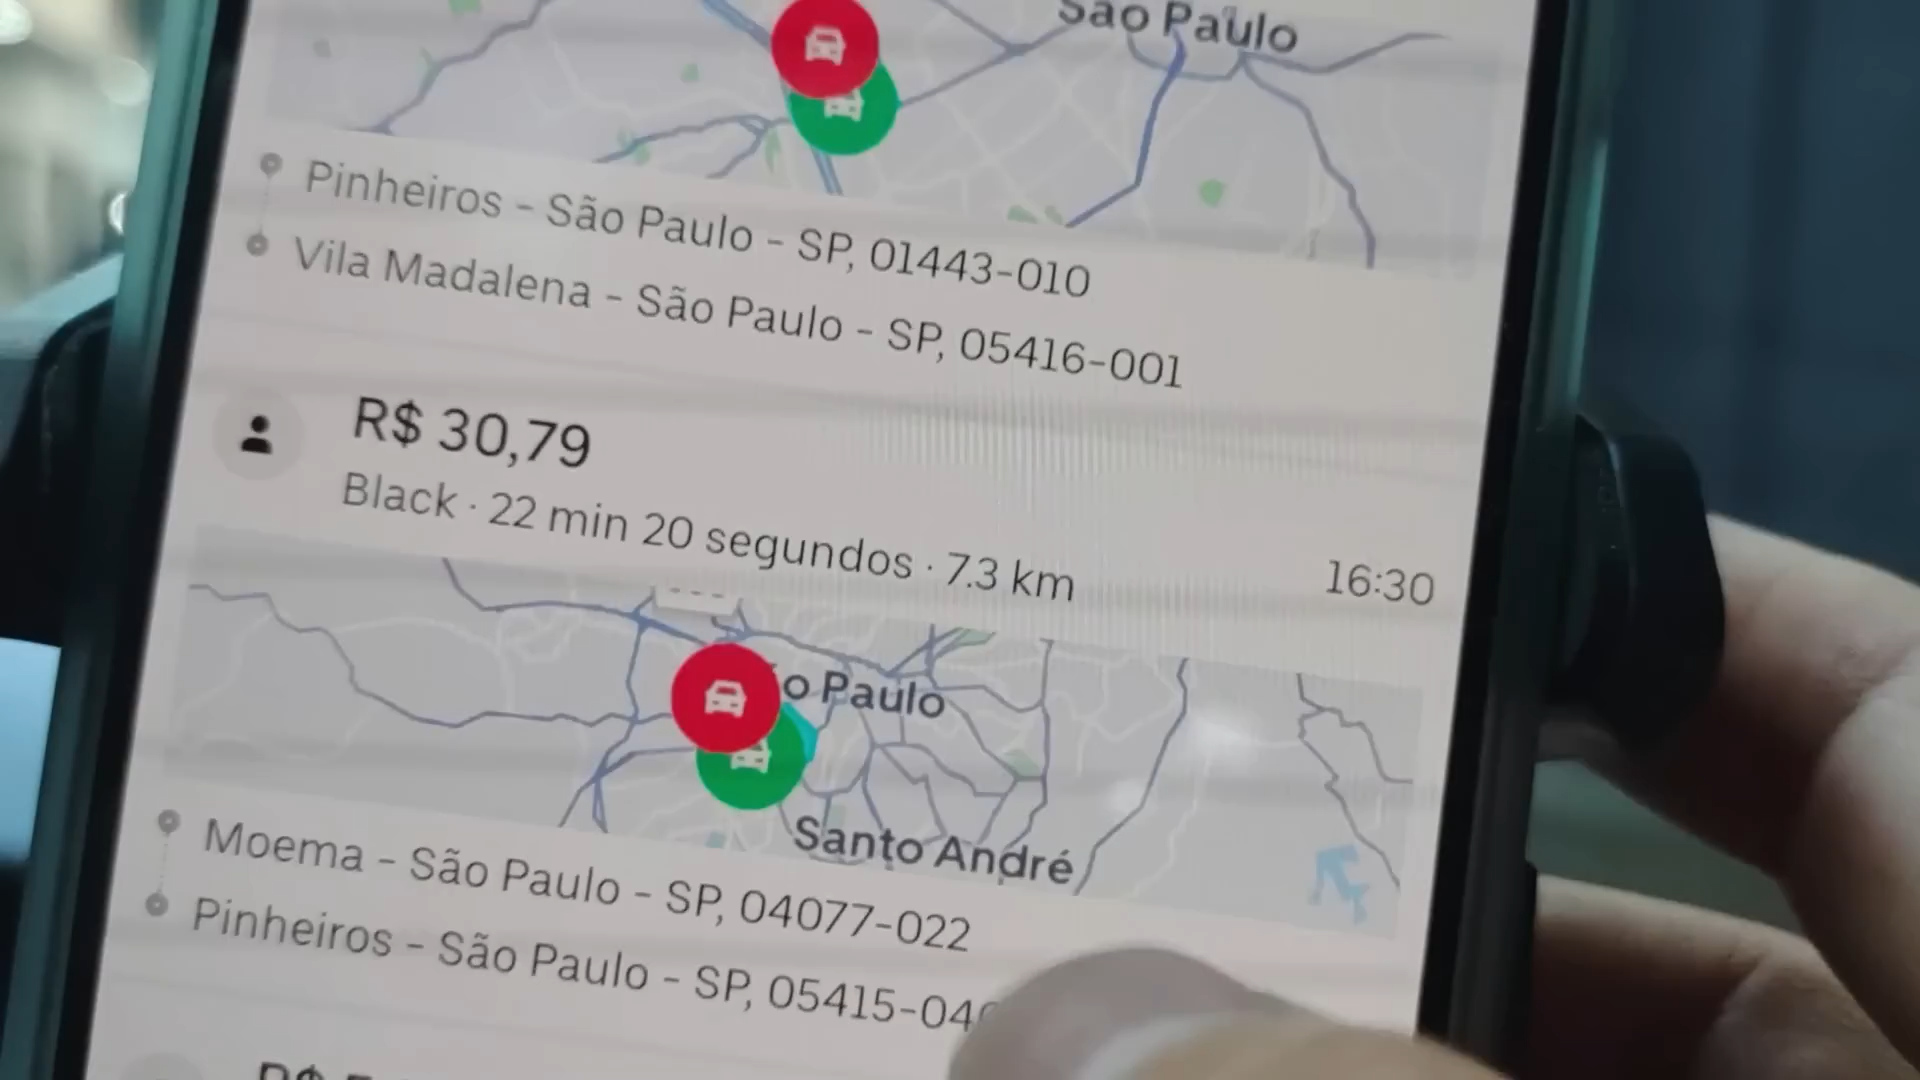 São Paulo
Pinheiros - São Paulo - SP, 01443-010
Vila Madalena - São Paulo - SP, 05416-001
R$ 30,79
Black · 22 min 20 segundos · 7.3 km
16:30
o Paulo
Santo André
Moema - São Paulo - SP, 04077-022
Pinheiros - São Paulo - SP, 05415-04
R$